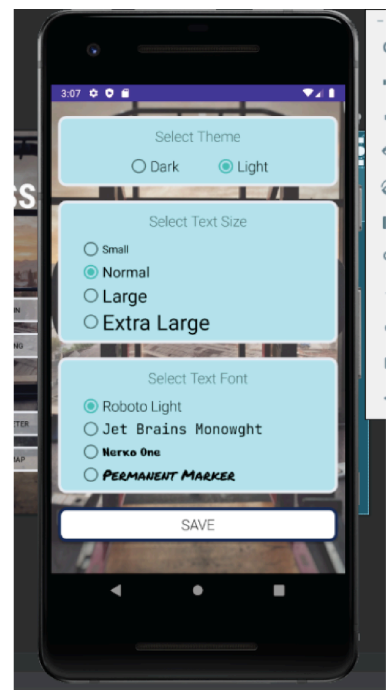 3:07
Select Theme
Dark Light
Select Text Size
Small
Normal
Large
Extra Large
Select Text Font
Roboto Light
Jet Brains Monowght
Nerko One
Permanent Marker
SAVE